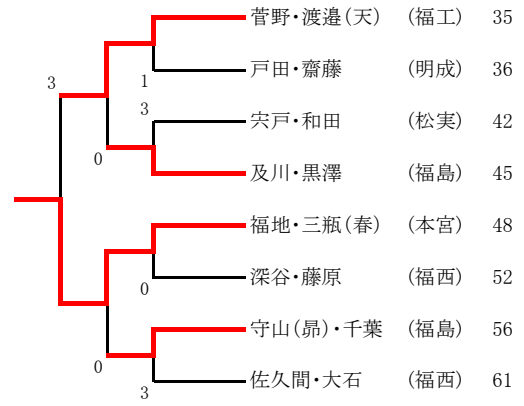 菅野・渡邉(天) (福工) 35
戸田・齋藤 (明成) 36
1
3
3
宍戸・和田 (松実) 42
0
及川・黒澤 (福島) 45
福地・三瓶(春) (本宮) 48
深谷・藤原 (福西) 52
0
守山(昴)・千葉 (福島) 56
0
佐久間・大石 (福西) 61
3